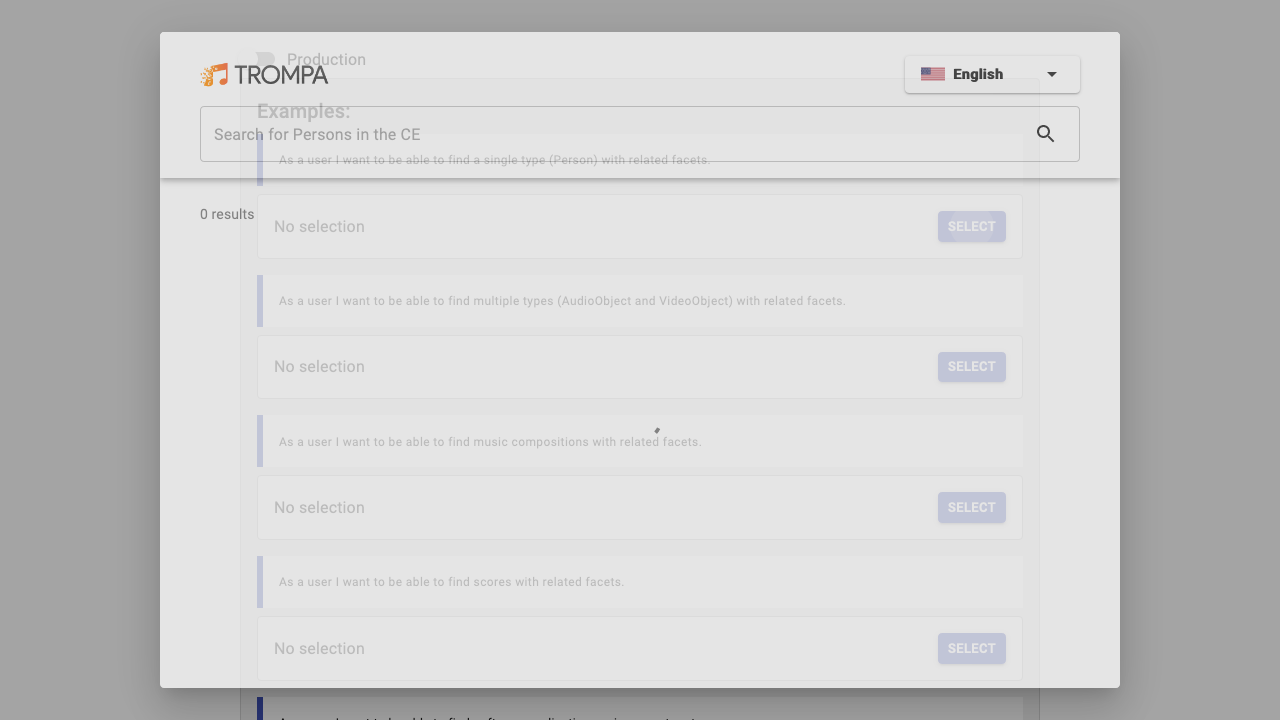 Production
TROMPA
English
Examples:
Search for Persons in the CE
As a user I want to be able to find a single type (Person) with related facets.
0 results
No selection
SELECT
As a user I want to be able to find multiple types (AudioObject and VideoObject) with related facets.
No selection
SELECT
As a user I want to be able to find music compositions with related facets.
No selection
SELECT
As a user I want to be able to find scores with related facets.
No selection
SELECT